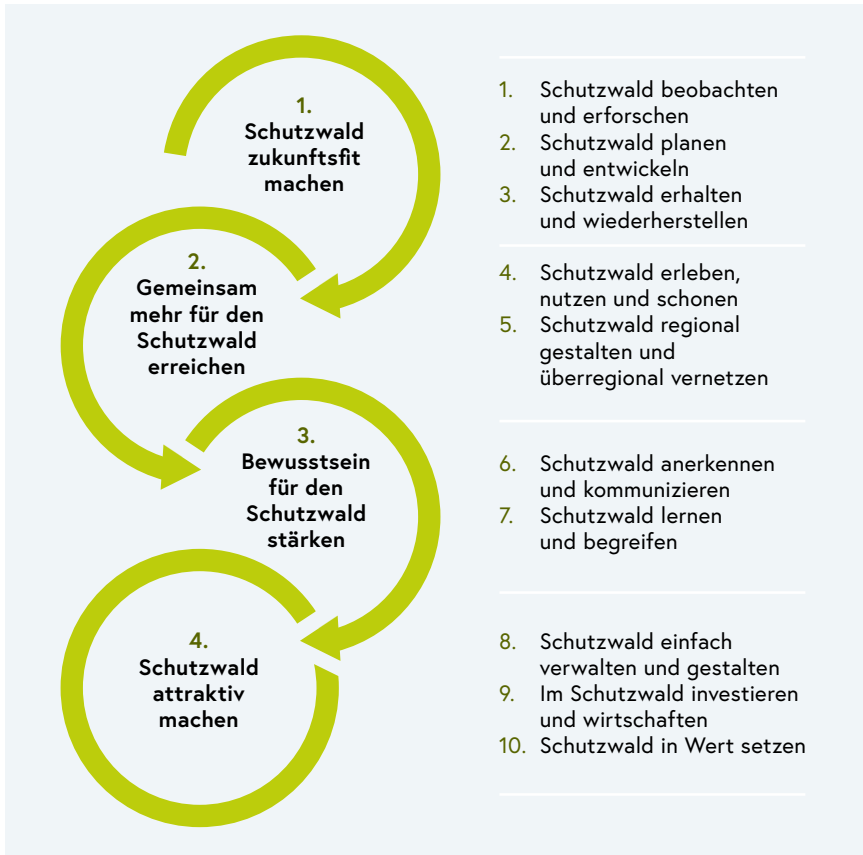 1.
Schutzwald
zukunftsfit
machen
2.
Gemeinsam
mehr für den
Schutzwald
erreichen
3.
Bewusstsein
für den
Schutzwald
stärken
4.
Schutzwald
attraktiv
machen
1. Schutzwald beobachten
und erforschen
2. Schutzwald planen
und entwickeln
3. Schutzwald erhalten
und wiederherstellen
4. Schutzwald erleben,
nutzen und schonen
5. Schutzwald regional
gestalten und
überregional vernetzen
6. Schutzwald anerkennen
und kommunizieren
7. Schutzwald lernen
und begreifen
8. Schutzwald einfach
verwalten und gestalten
9. Im Schutzwald investieren
und wirtschaften
10. Schutzwald in Wert setzen